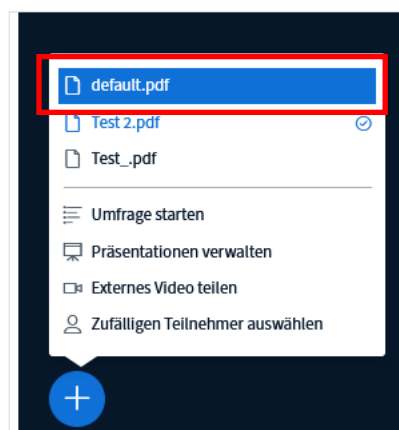 default.pdf
Test 2.pdf
Test_.pdf
Umfrage starten
Präsentationen verwalten
Externes Video teilen
Zufälligen Teilnehmer auswählen